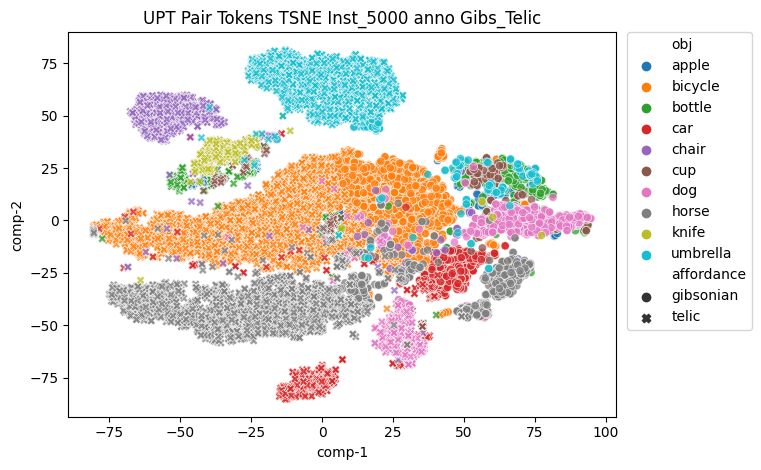 UPT Pair Tokens TSNE Inst_5000 anno Gibs_Telic
comp-2
75
50
25
0
−25
−50
−75
−75
−50
−25
0
25
50
75
100
comp-1
obj
apple
bicycle
bottle
car
chair
cup
dog
horse
knife
umbrella
affordance
gibsonian
telic